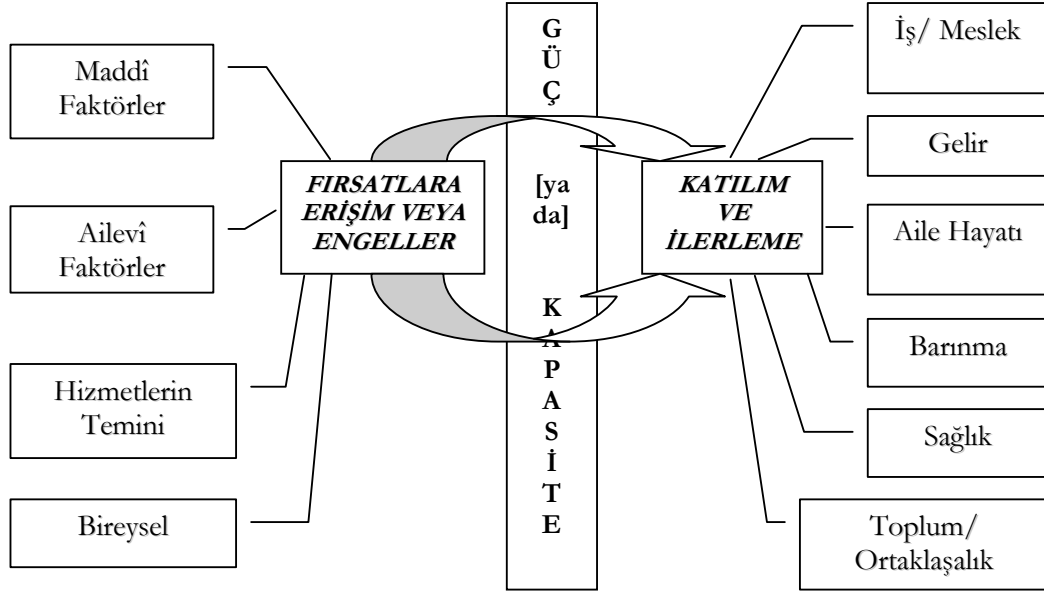 Maddî
Faktörler
Ailevî
Faktörler
Hizmetlerin
Temini
Bireysel
FIRSATLARA
ERİŞİM VEYA
ENGELLER
G
Ü
Ç
[ya
da]
K
A
P
A
S
İ
T
E
KATILIM
VE
İLERLEME
İş/ Meslek
Gelir
Aile Hayatı
Barınma
Sağlık
Toplum/
Ortaklaşalık